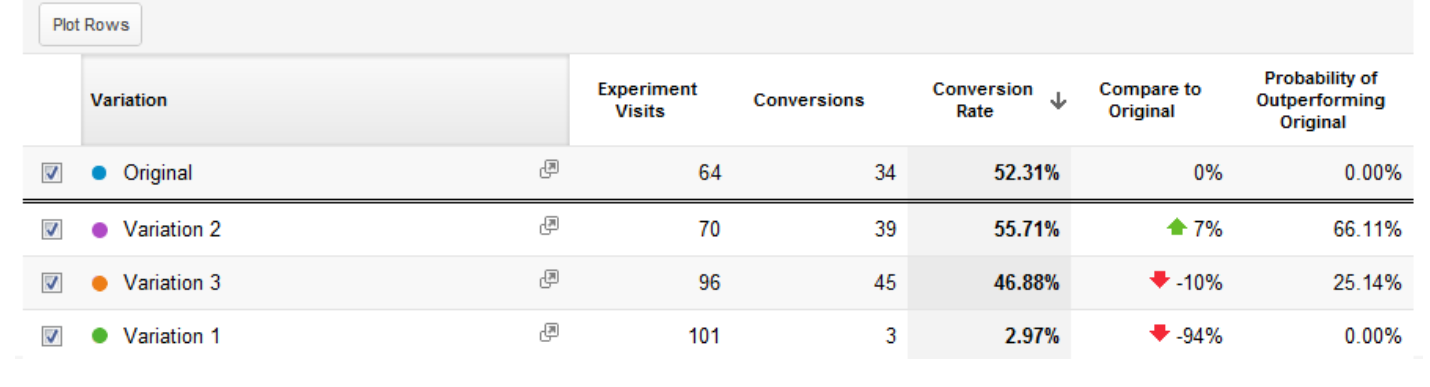 Plot Rows
Variation Experiment Visits Conversions Conversion Rate Compare to Original Probability of Outperforming Original
Original 64 34 52.31% 0% 0.00%
Variation 2 70 39 55.71% 7% 66.11%
Variation 3 96 45 46.88% -10% 25.14%
Variation 1 101 3 2.97% -94% 0.00%